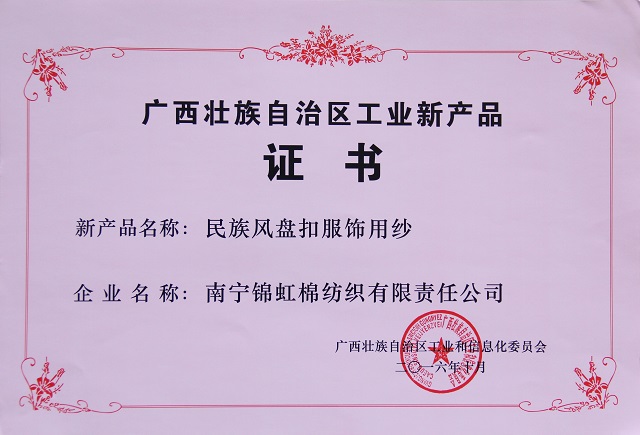 广西壮族自治区工业新产品
证 书
新产品名称：民族风盘扣服饰用纱
企业名称：南宁锦虹棉纺织有限责任公司
广西壮族自治区工业和信息化委员会
二〇一六年十月